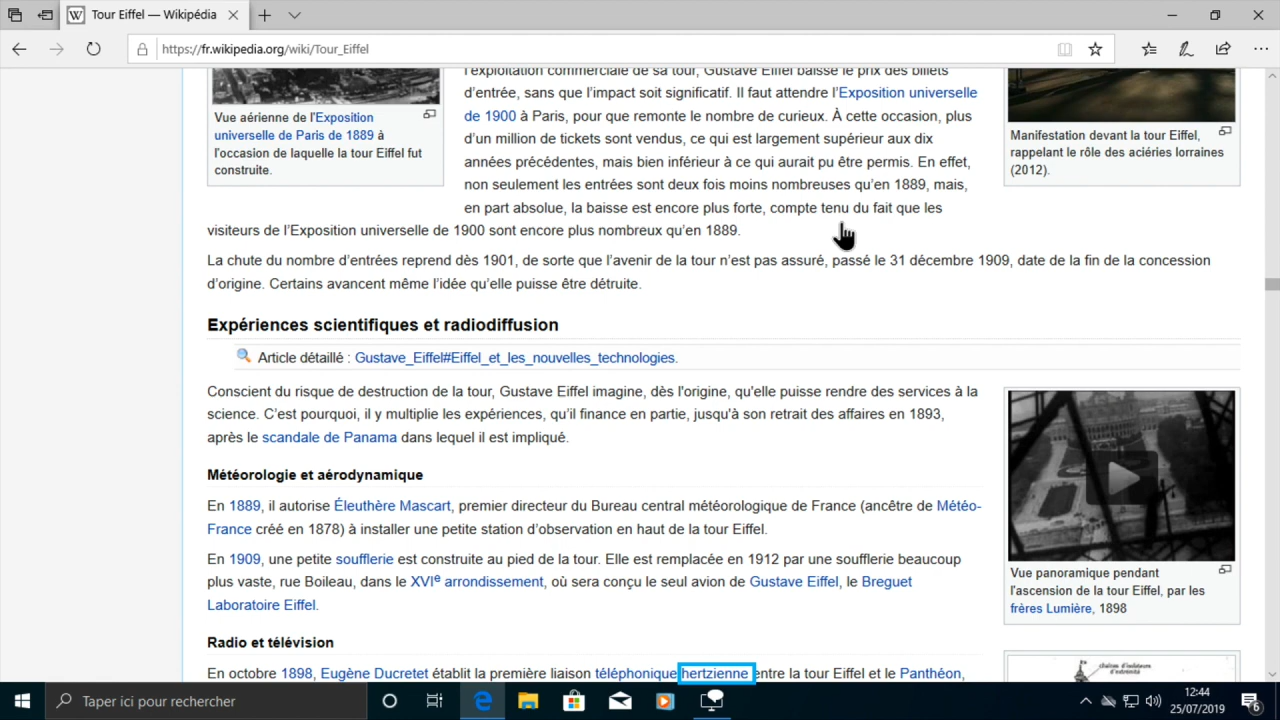 Tour Eiffel — Wikipédia
https://fr.wikipedia.org/wiki/Tour_Eiffel
Vue aérienne de l'Exposition
universelle de Paris de 1889 à
l'occasion de laquelle la tour Eiffel fut
construite.
l'exploitation commerciale de sa tour, Gustave Eiffel baisse le prix des billets
d'entrée, sans que l'impact soit significatif. Il faut attendre l'Exposition universelle
de 1900 à Paris, pour que remonte le nombre de curieux. À cette occasion, plus
d'un million de tickets sont vendus, ce qui est largement supérieur aux dix
années précédentes, mais bien inférieur à ce qui aurait pu être permis. En effet,
non seulement les entrées sont deux fois moins nombreuses qu'en 1889, mais,
en part absolue, la baisse est encore plus forte, compte tenu du fait que les
visiteurs de l'Exposition universelle de 1900 sont encore plus nombreux qu'en 1889.
Manifestation devant la tour Eiffel,
rappelant le rôle des aciéries lorraines
(2012).
La chute du nombre d'entrées reprend dès 1901, de sorte que l'avenir de la tour n'est pas assuré, passé le 31 décembre 1909, date de la fin de la concession
d'origine. Certains avancent même l'idée qu'elle puisse être détruite.
Expériences scientifiques et radiodiffusion
Article détaillé : Gustave_Eiffel#Eiffel_et_les_nouvelles_technologies.
Conscient du risque de destruction de la tour, Gustave Eiffel imagine, dès l'origine, qu'elle puisse rendre des services à la
science. C'est pourquoi, il y multiplie les expériences, qu'il finance en partie, jusqu'à son retrait des affaires en 1893,
après le scandale de Panama dans lequel il est impliqué.
Météorologie et aérodynamique
En 1889, il autorise Éleuthère Mascart, premier directeur du Bureau central météorologique de France (ancêtre de Météo-
France créé en 1878) à installer une petite station d'observation en haut de la tour Eiffel.
En 1909, une petite soufflerie est construite au pied de la tour. Elle est remplacée en 1912 par une soufflerie beaucoup
plus vaste, rue Boileau, dans le XVIe arrondissement, où sera conçu le seul avion de Gustave Eiffel, le Breguet
Laboratoire Eiffel.
Vue panoramique pendant
l'ascension de la tour Eiffel, par les
frères Lumière, 1898
Radio et télévision
En octobre 1898, Eugène Ducretet établit la première liaison téléphonique hertzienne entre la tour Eiffel et le Panthéon,
chaînes d'isolateurs
d'extrémité
Taper ici pour rechercher
12:44
25/07/2019
6